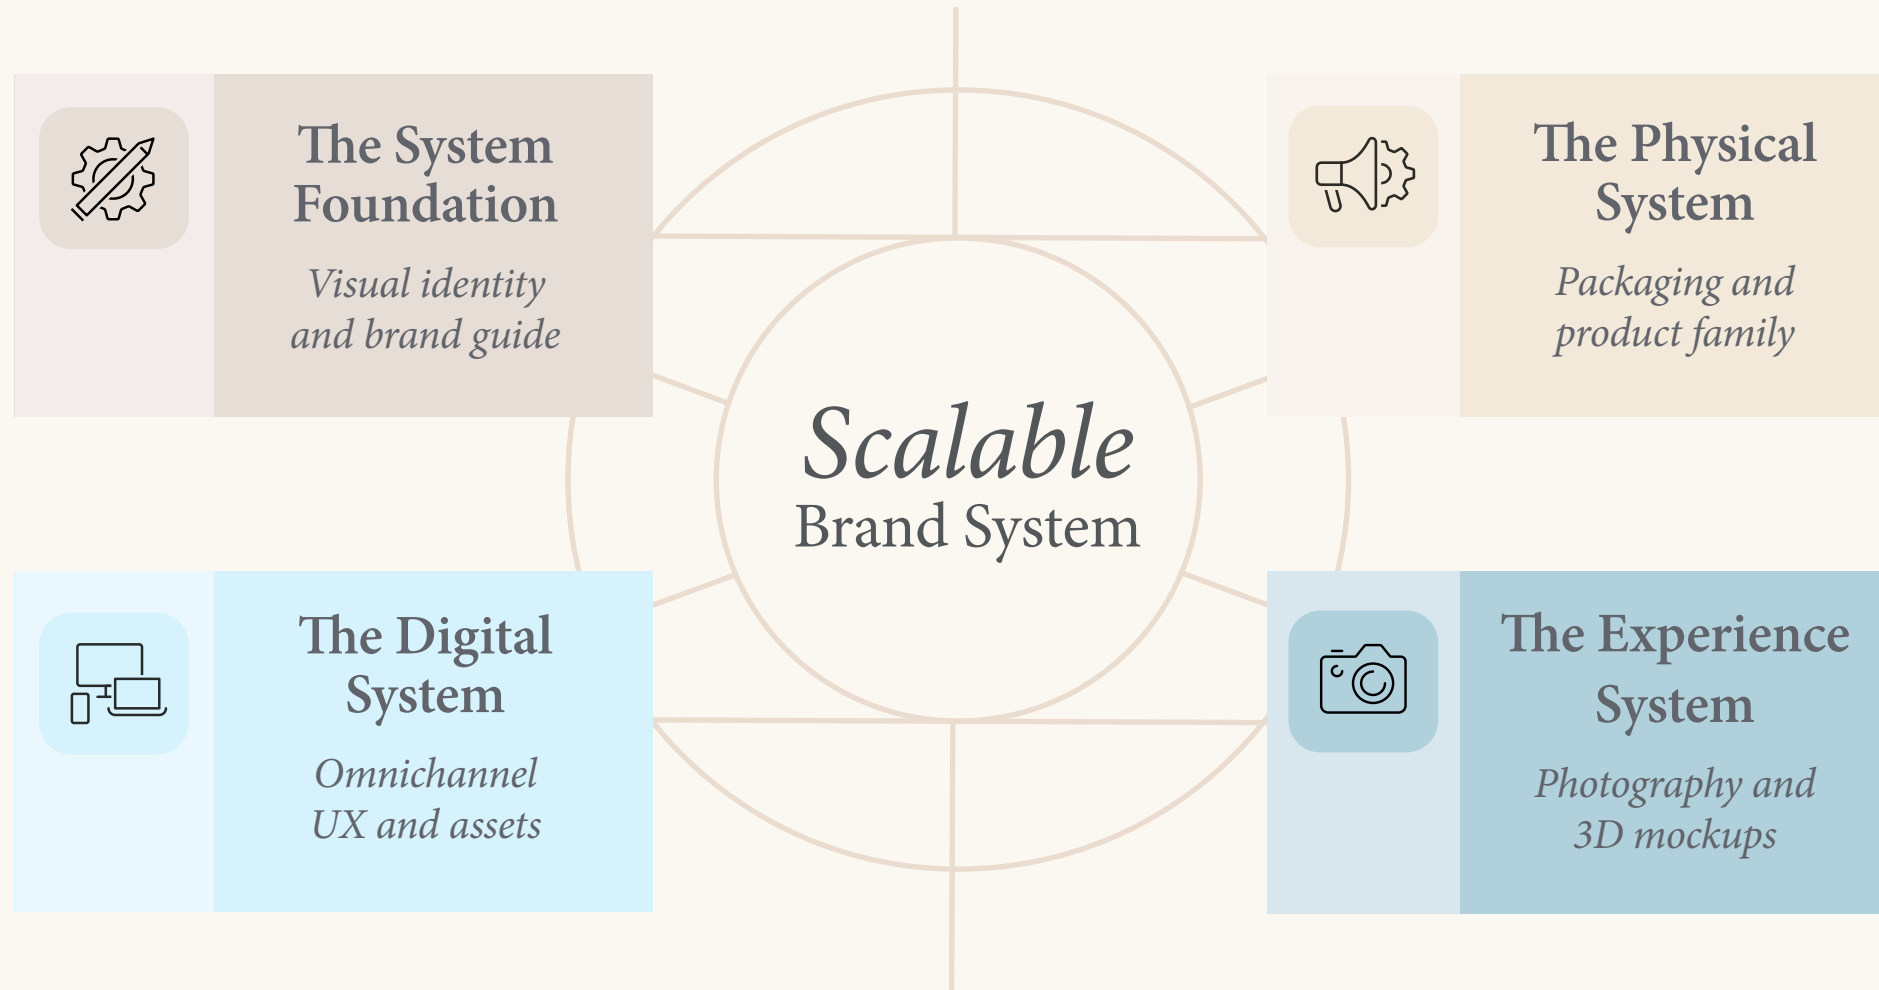 The System
Foundation
Visual identity
and brand guide
The Physical
System
Packaging and
product family
Scalable
Brand System
The Digital
System
Omnichannel
UX and assets
The Experience
System
Photography and
3D mockups